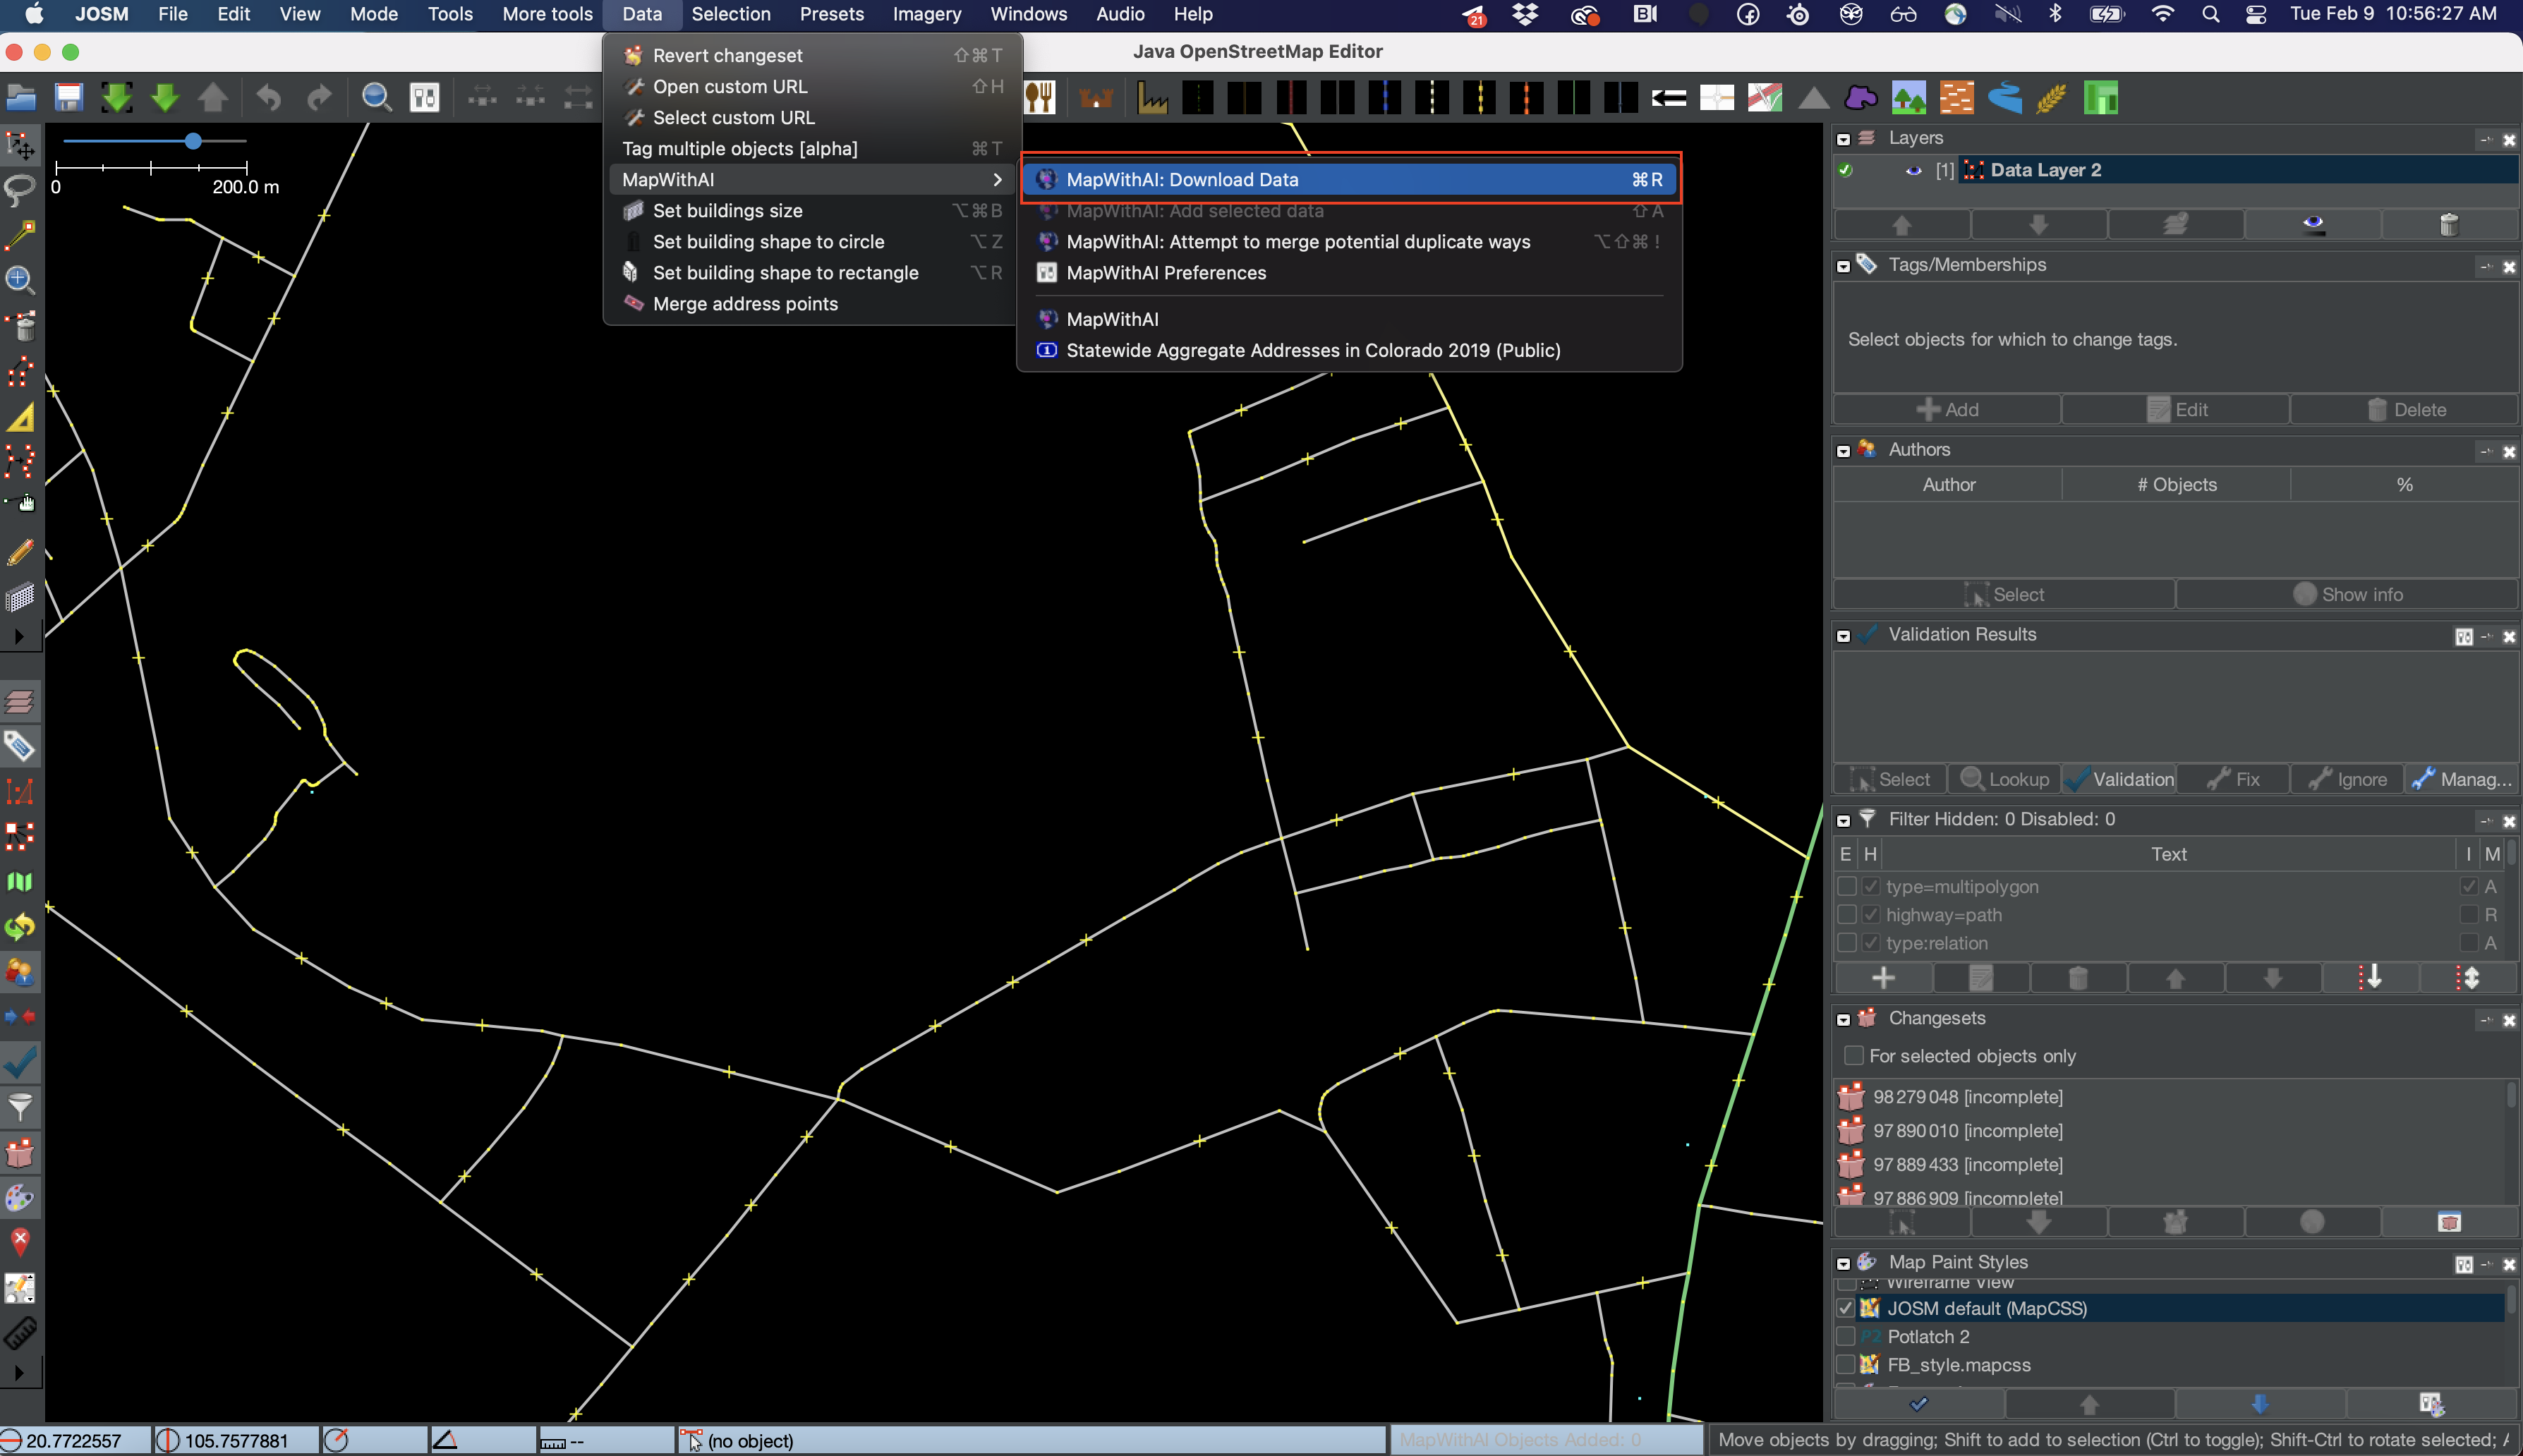 JOSM File Edit View Mode Tools More tools Data Selection Presets Imagery Windows Audio Help 21 Tue Feb 9 10:56:27 AM
Java OpenStreetMap Editor
Revert changeset ⇧⌘T
Open custom URL ⇧H
Select custom URL
Tag multiple objects [alpha] ⌘T
MapWithAI
Set buildings size ⌥⌘B
Set building shape to circle ⌥Z
Set building shape to rectangle ⌥R
Merge address points
MapWithAI: Download Data ⌘R
MapWithAI: Add selected data ⇧A
MapWithAI: Attempt to merge potential duplicate ways ⌥⇧⌘!
MapWithAI Preferences
MapWithAI
Statewide Aggregate Addresses in Colorado 2019 (Public)
0 200.0 m
Layers
[1] Data Layer 2
Tags/Memberships
Select objects for which to change tags.
Add Edit Delete
Authors
Author # Objects %
Select Show info
Validation Results
Select Lookup Validation Fix Ignore Manag...
Filter Hidden: 0 Disabled: 0
E H Text I M
type=multipolygon A
highway=path R
type:relation A
Changesets
For selected objects only
98 279 048 [incomplete]
97 890 010 [incomplete]
97 889 433 [incomplete]
97 886 909 [incomplete]
Map Paint Styles
Wireframe View
JOSM default (MapCSS)
P2 Potlatch 2
FB_style.mapcss
20.7722557 105.7577881 -- (no object) MapWithAI Objects Added: 0 Move objects by dragging; Shift to add to selection (Ctrl to toggle); Shift-Ctrl to rotate selected;